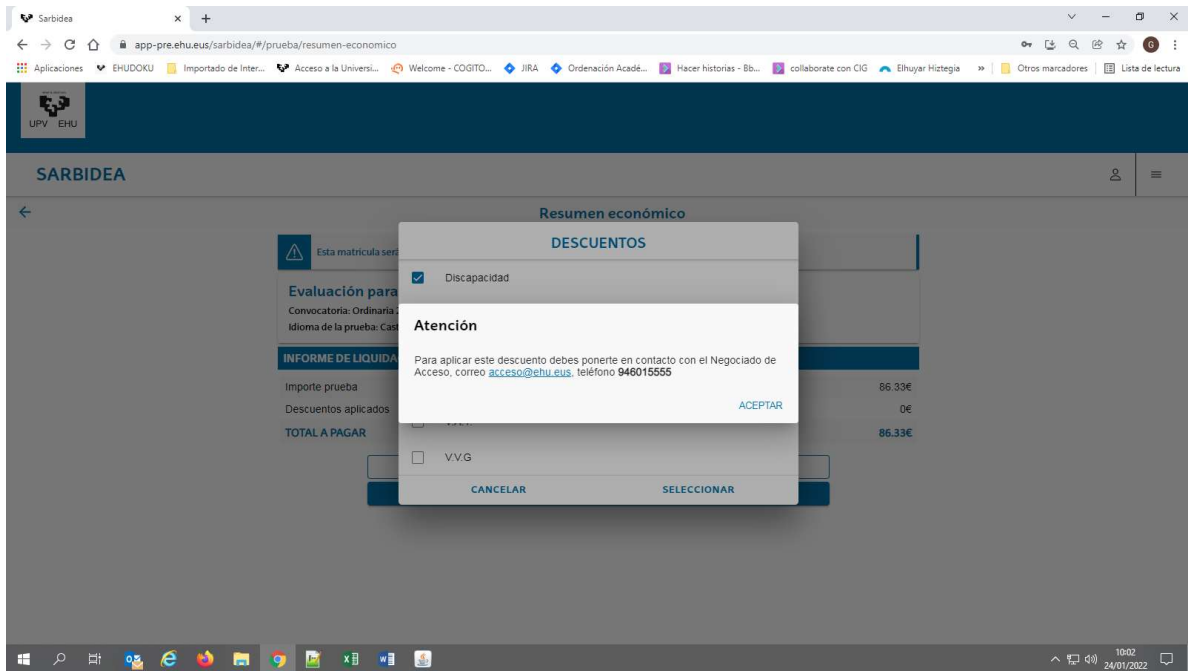 Sarbidea
app-pre.ehu.eus/sarbidea/#/prueba/resumen-economico
G
Aplicaciones EHUDOKU Importado de Inter... Acceso a la Universi... Welcome - COGITO... JIRA Ordenación Acadé... Hacer historias - Bb... collaborate con CIG Elhuyar Hiztegia » Otros marcadores Lista de lectura
UPV EHU
SARBIDEA
Resumen económico
DESCUENTOS
Esta matrícula será
Discapacidad
Evaluación para
Convocatoria: Ordinaria
Idioma de la prueba: Cast
Atención
Para aplicar este descuento debes ponerte en contacto con el Negociado de
Acceso, correo acceso@ehu.eus, teléfono 946015555
ACEPTAR
INFORME DE LIQUIDA
Importe prueba 86.33€
Descuentos aplicados 0€
TOTAL A PAGAR 86.33€
V.V.G
CANCELAR SELECCIONAR
10:02
24/01/2022